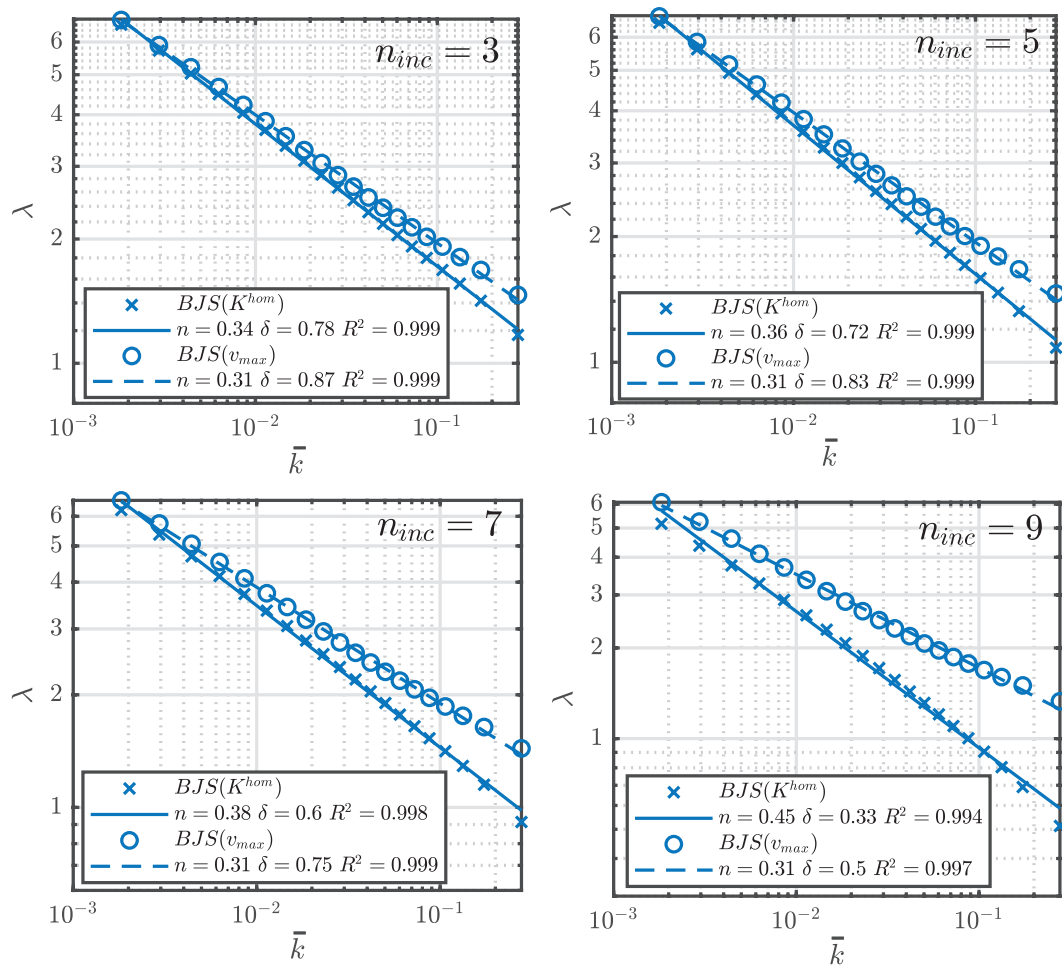 n_inc = 3
6
5
4
3
2
1
λ
BJS(K^hom)
n = 0.34 δ = 0.78 R² = 0.999
BJS(v_max)
n = 0.31 δ = 0.87 R² = 0.999
10⁻³ 10⁻² 10⁻¹
k̄
n_inc = 5
6
5
4
3
2
1
λ
BJS(K^hom)
n = 0.36 δ = 0.72 R² = 0.999
BJS(v_max)
n = 0.31 δ = 0.83 R² = 0.999
10⁻³ 10⁻² 10⁻¹
k̄
n_inc = 7
6
5
4
3
2
1
λ
BJS(K^hom)
n = 0.38 δ = 0.6 R² = 0.998
BJS(v_max)
n = 0.31 δ = 0.75 R² = 0.999
10⁻³ 10⁻² 10⁻¹
k̄
n_inc = 9
6
5
4
3
2
1
λ
BJS(K^hom)
n = 0.45 δ = 0.33 R² = 0.994
BJS(v_max)
n = 0.31 δ = 0.5 R² = 0.997
10⁻³ 10⁻² 10⁻¹
k̄